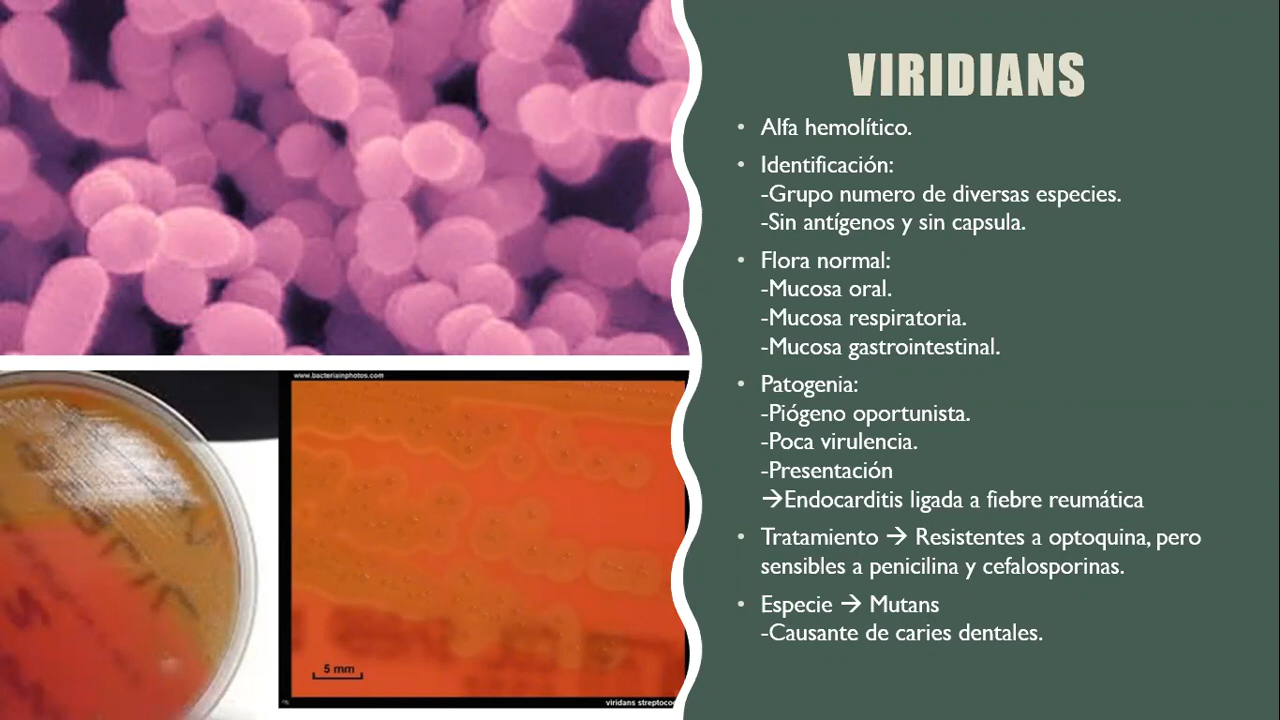 VIRIDIANS
• Alfa hemolítico.
• Identificación:
-Grupo numero de diversas especies.
-Sin antígenos y sin capsula.
• Flora normal:
-Mucosa oral.
-Mucosa respiratoria.
-Mucosa gastrointestinal.
• Patogenia:
-Piógeno oportunista.
-Poca virulencia.
-Presentación
→Endocarditis ligada a fiebre reumática
• Tratamiento → Resistentes a optoquina, pero
sensibles a penicilina y cefalosporinas.
• Especie → Mutans
-Causante de caries dentales.
www.bacteriainphotos.com
5 mm
viridans streptoco